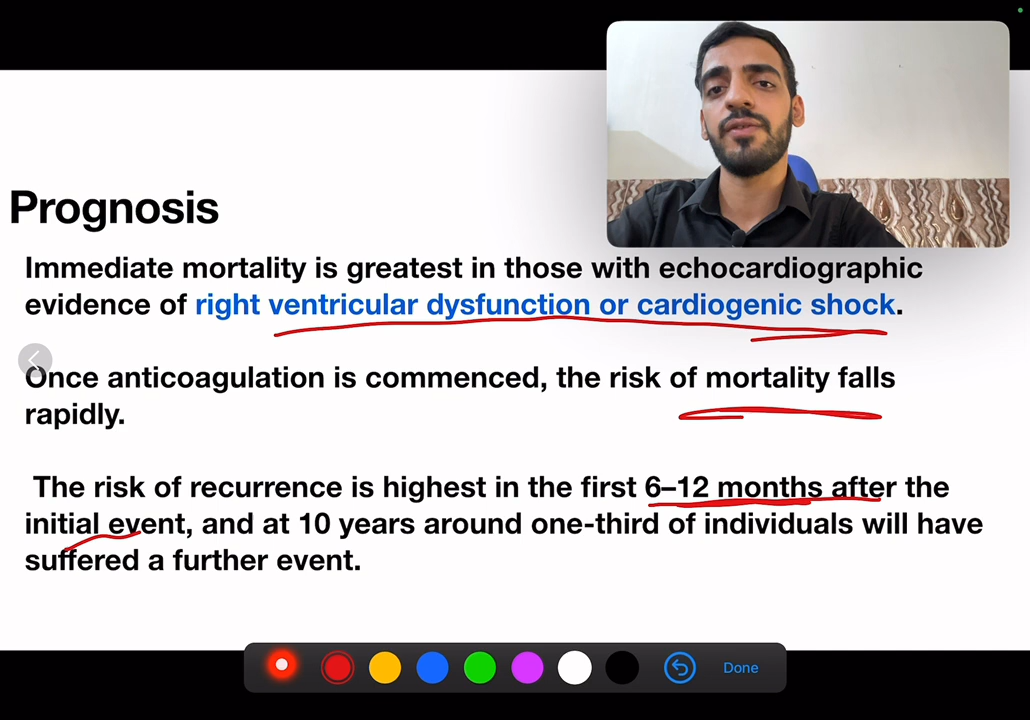 Prognosis
Immediate mortality is greatest in those with echocardiographic
evidence of right ventricular dysfunction or cardiogenic shock.
Once anticoagulation is commenced, the risk of mortality falls
rapidly.
The risk of recurrence is highest in the first 6–12 months after the
initial event, and at 10 years around one-third of individuals will have
suffered a further event.
Done